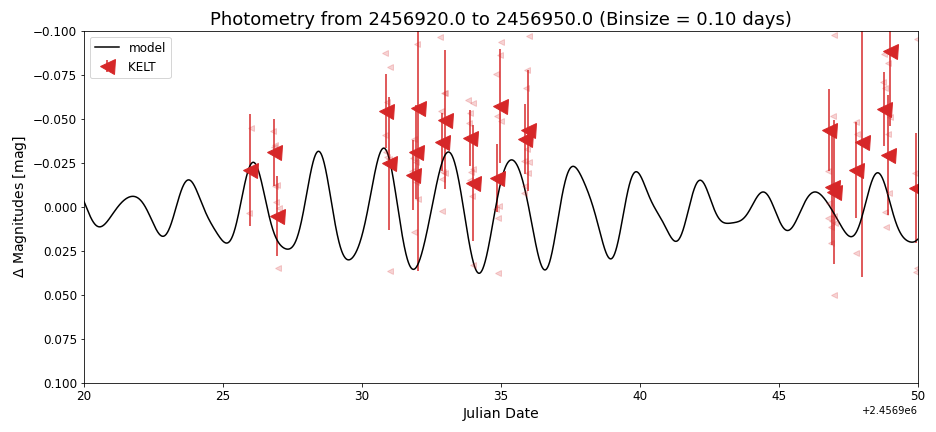 Photometry from 2456920.0 to 2456950.0 (Binsize = 0.10 days)
model
KELT
Δ Magnitudes [mag]
−0.100
−0.075
−0.050
−0.025
0.000
0.025
0.050
0.075
0.100
20 25 30 35 40 45 50
+2.4569e6
Julian Date